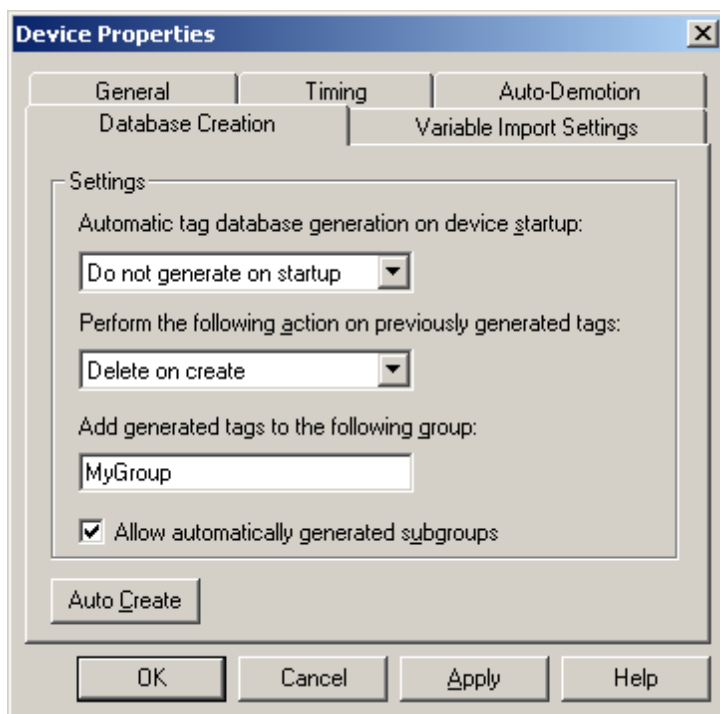 Device Properties
General
Timing
Auto-Demotion
Database Creation
Variable Import Settings
Settings
Automatic tag database generation on device startup:
Do not generate on startup
Perform the following action on previously generated tags:
Delete on create
Add generated tags to the following group:
MyGroup
Allow automatically generated subgroups
Auto Create
OK
Cancel
Apply
Help